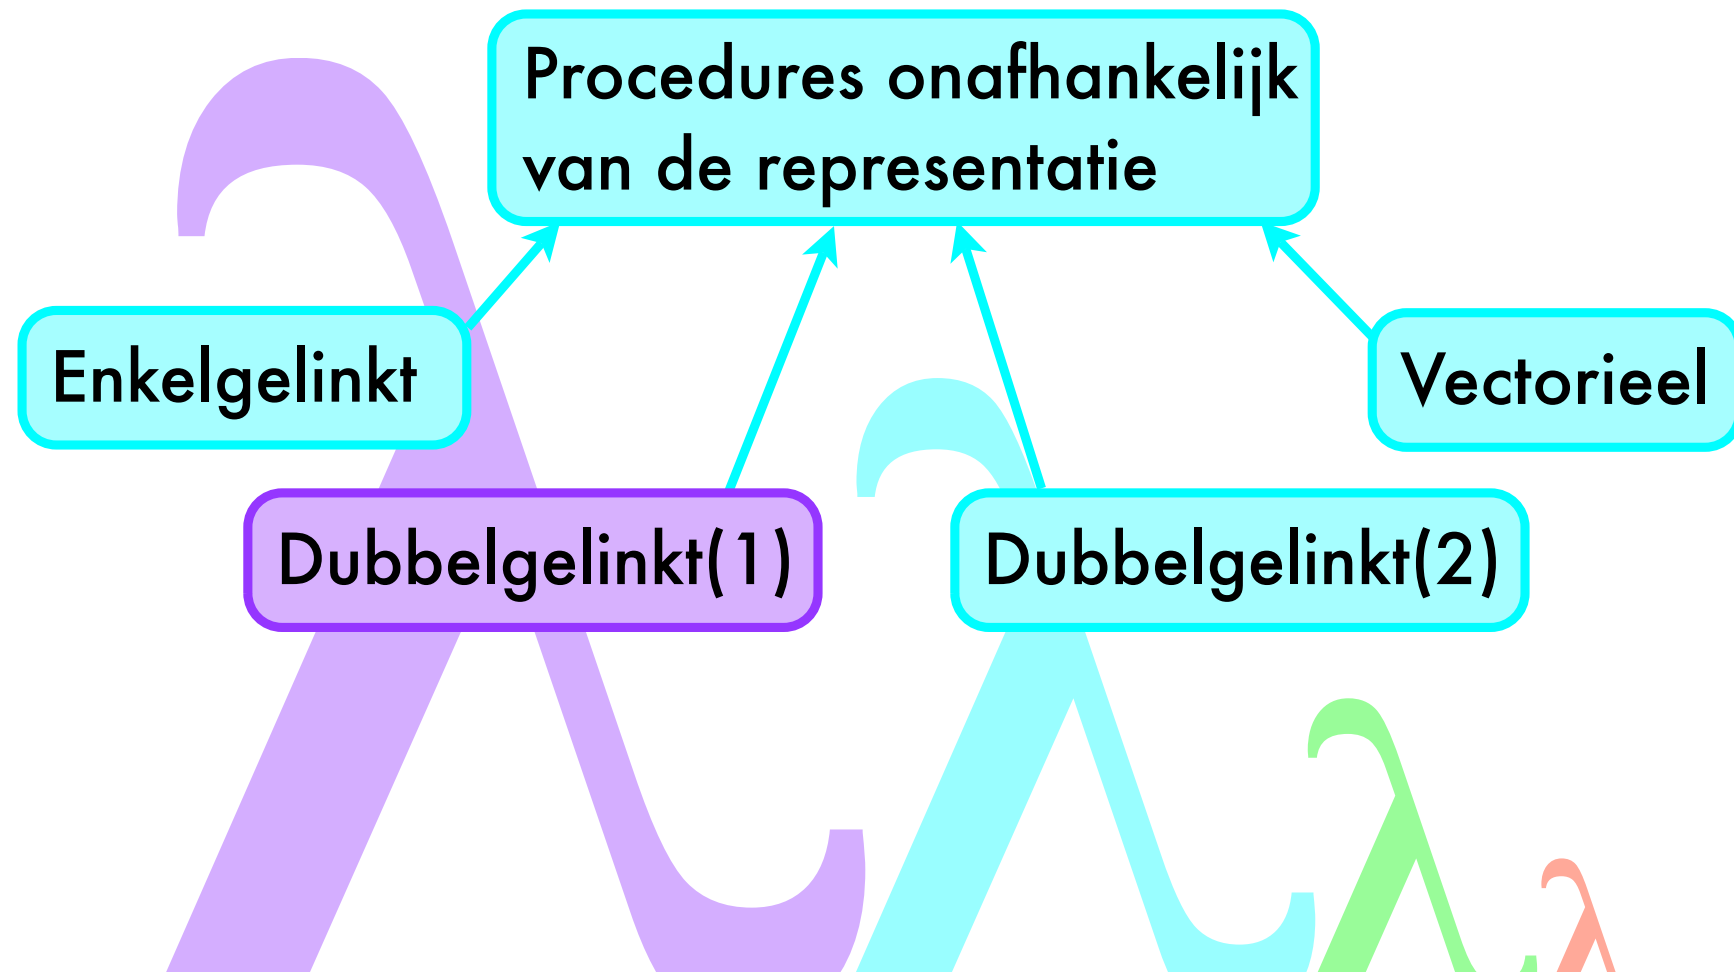 Procedures onafhankelijk
van de representatie
Enkelgelinkt
Vectorieel
Dubbelgelinkt(1)
Dubbelgelinkt(2)
λ
λ
λ
λ